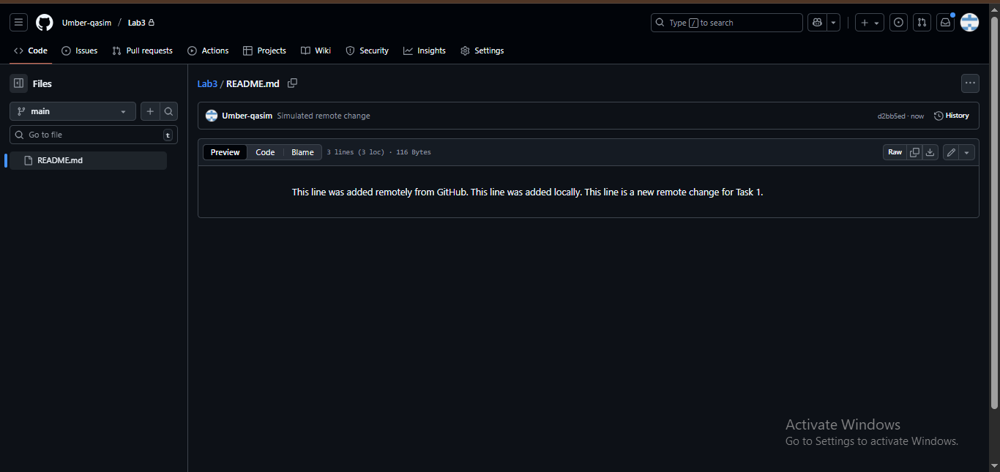 Umber-qasim / Lab3
Type / to search
Code Issues Pull requests Actions Projects Wiki Security Insights Settings
Files
main
Go to file t
README.md
Lab3 / README.md
Umber-qasim Simulated remote change d2bb5ed · now History
Preview Code Blame 3 lines (3 loc) · 116 Bytes Raw
This line was added remotely from GitHub. This line was added locally. This line is a new remote change for Task 1.
Activate Windows
Go to Settings to activate Windows.